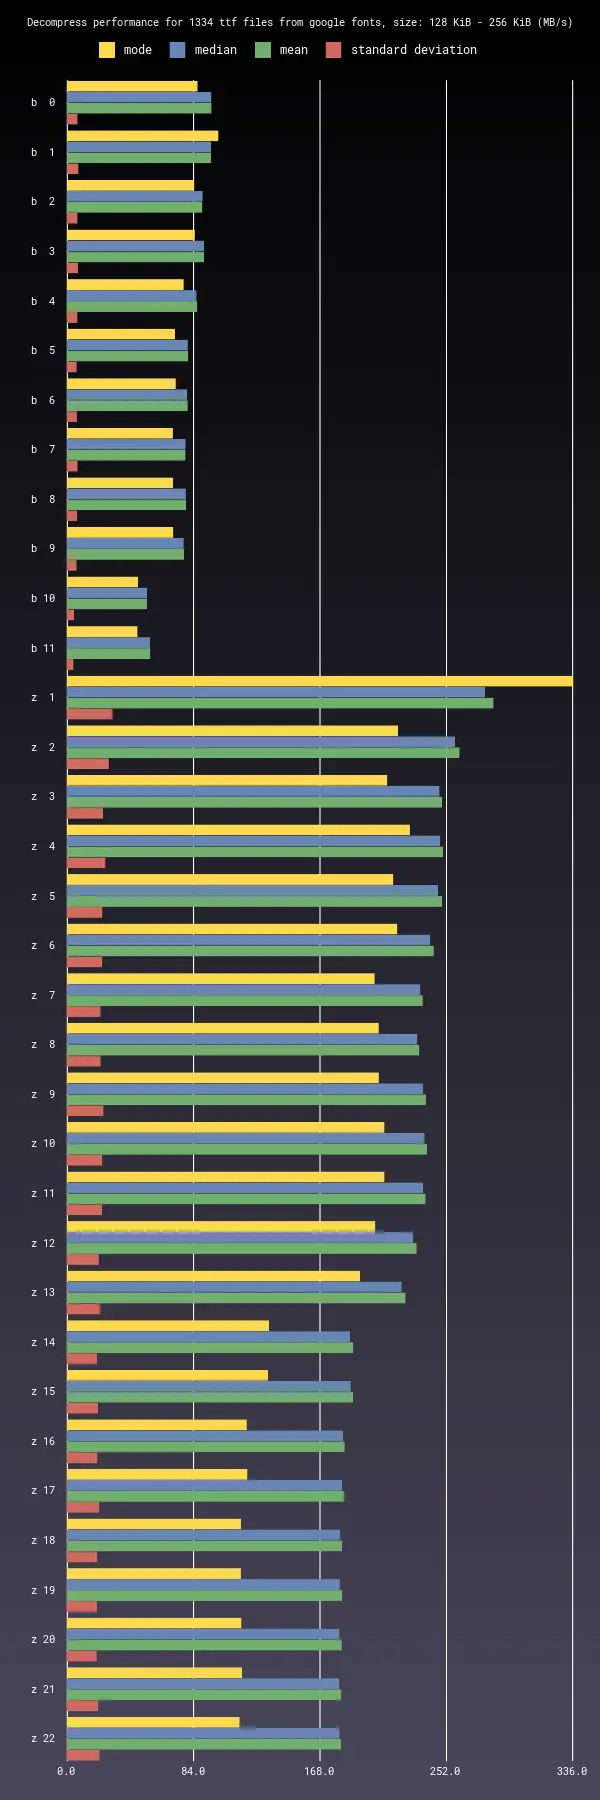 Decompress performance for 1334 ttf files from google fonts, size: 128 KiB - 256 KiB (MB/s)
mode median mean standard deviation
b 0
b 1
b 2
b 3
b 4
b 5
b 6
b 7
b 8
b 9
b 10
b 11
z 1
z 2
z 3
z 4
z 5
z 6
z 7
z 8
z 9
z 10
z 11
z 12
z 13
z 14
z 15
z 16
z 17
z 18
z 19
z 20
z 21
z 22
0.0 84.0 168.0 252.0 336.0